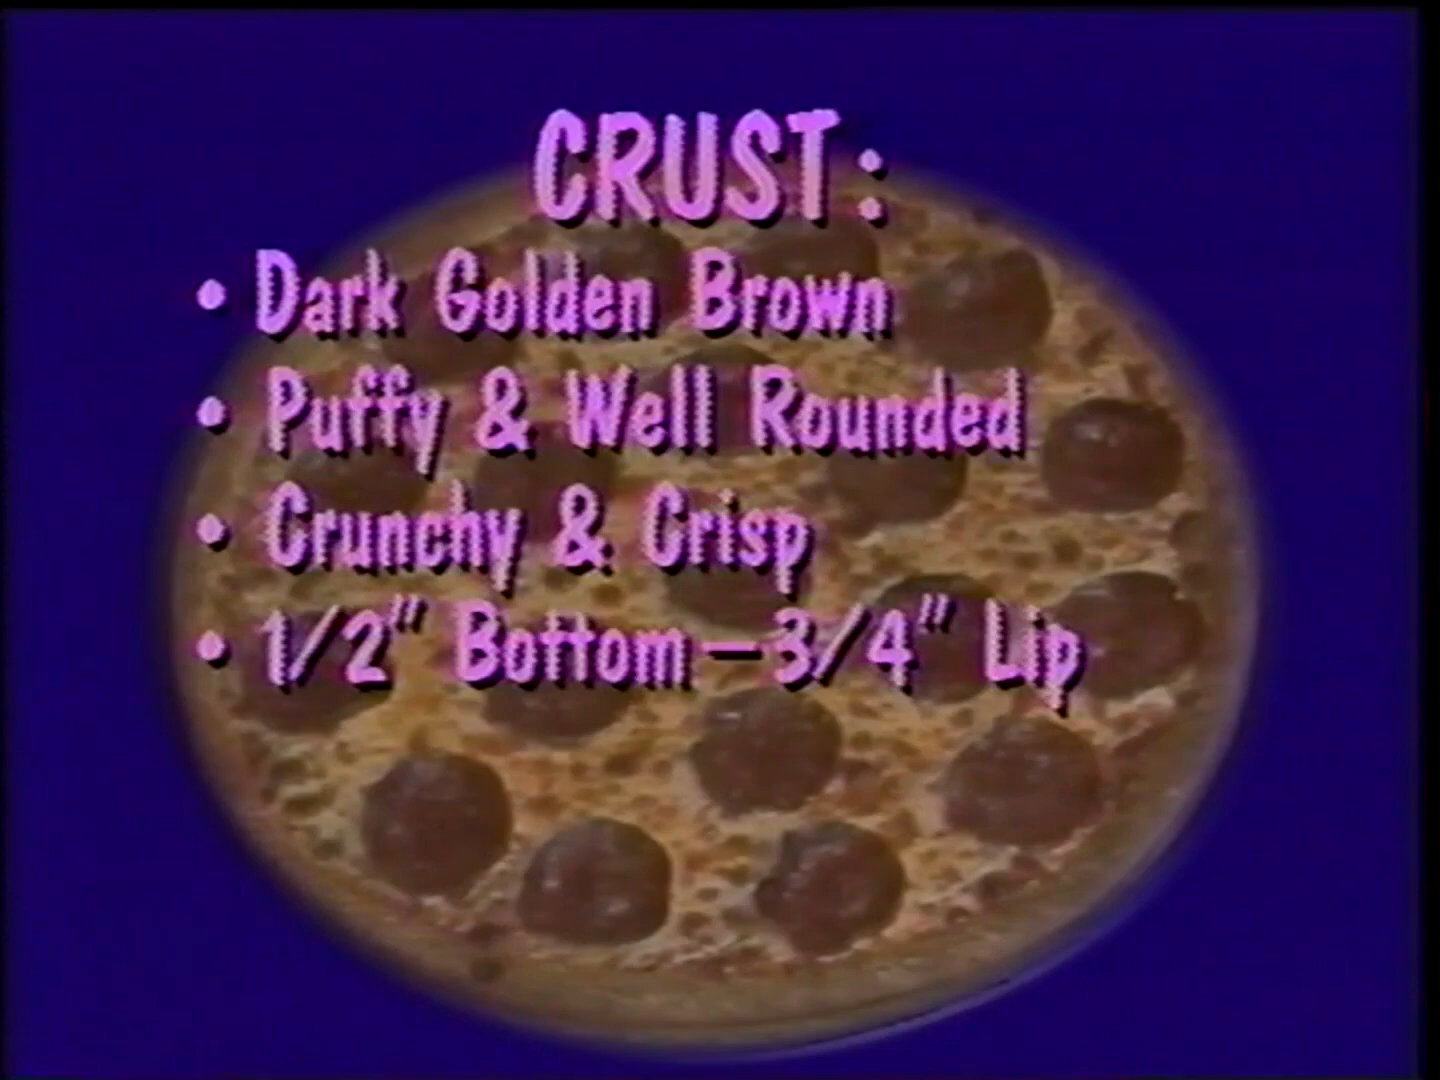 CRUST:
• Dark Golden Brown
• Puffy & Well Rounded
• Crunchy & Crisp
• 1/2" Bottom – 3/4" Lip